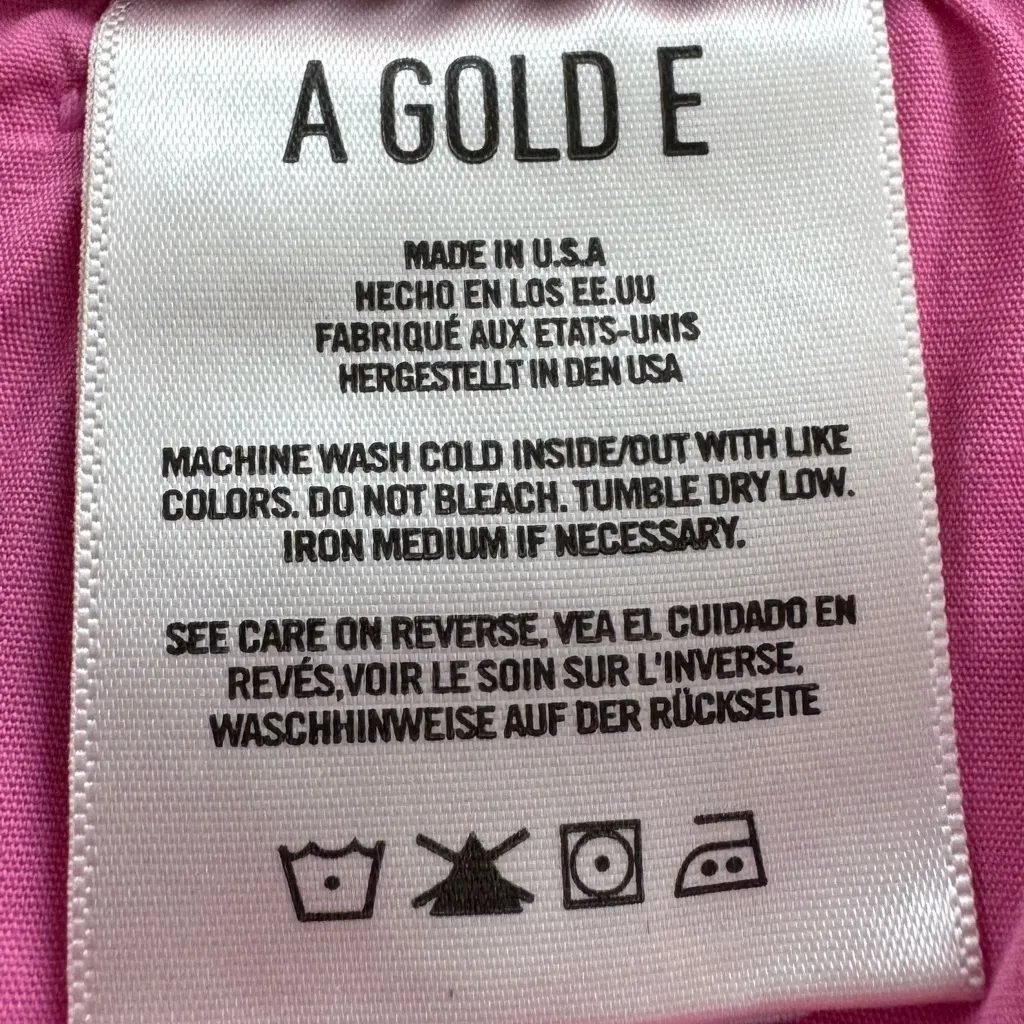 A GOLD E
MADE IN U.S.A
HECHO EN LOS EE.UU
FABRIQUÉ AUX ETATS-UNIS
HERGESTELLT IN DEN USA
MACHINE WASH COLD INSIDE/OUT WITH LIKE
COLORS. DO NOT BLEACH. TUMBLE DRY LOW.
IRON MEDIUM IF NECESSARY.
SEE CARE ON REVERSE, VEA EL CUIDADO EN
REVÉS,VOIR LE SOIN SUR L'INVERSE.
WASCHHINWEISE AUF DER RÜCKSEITE